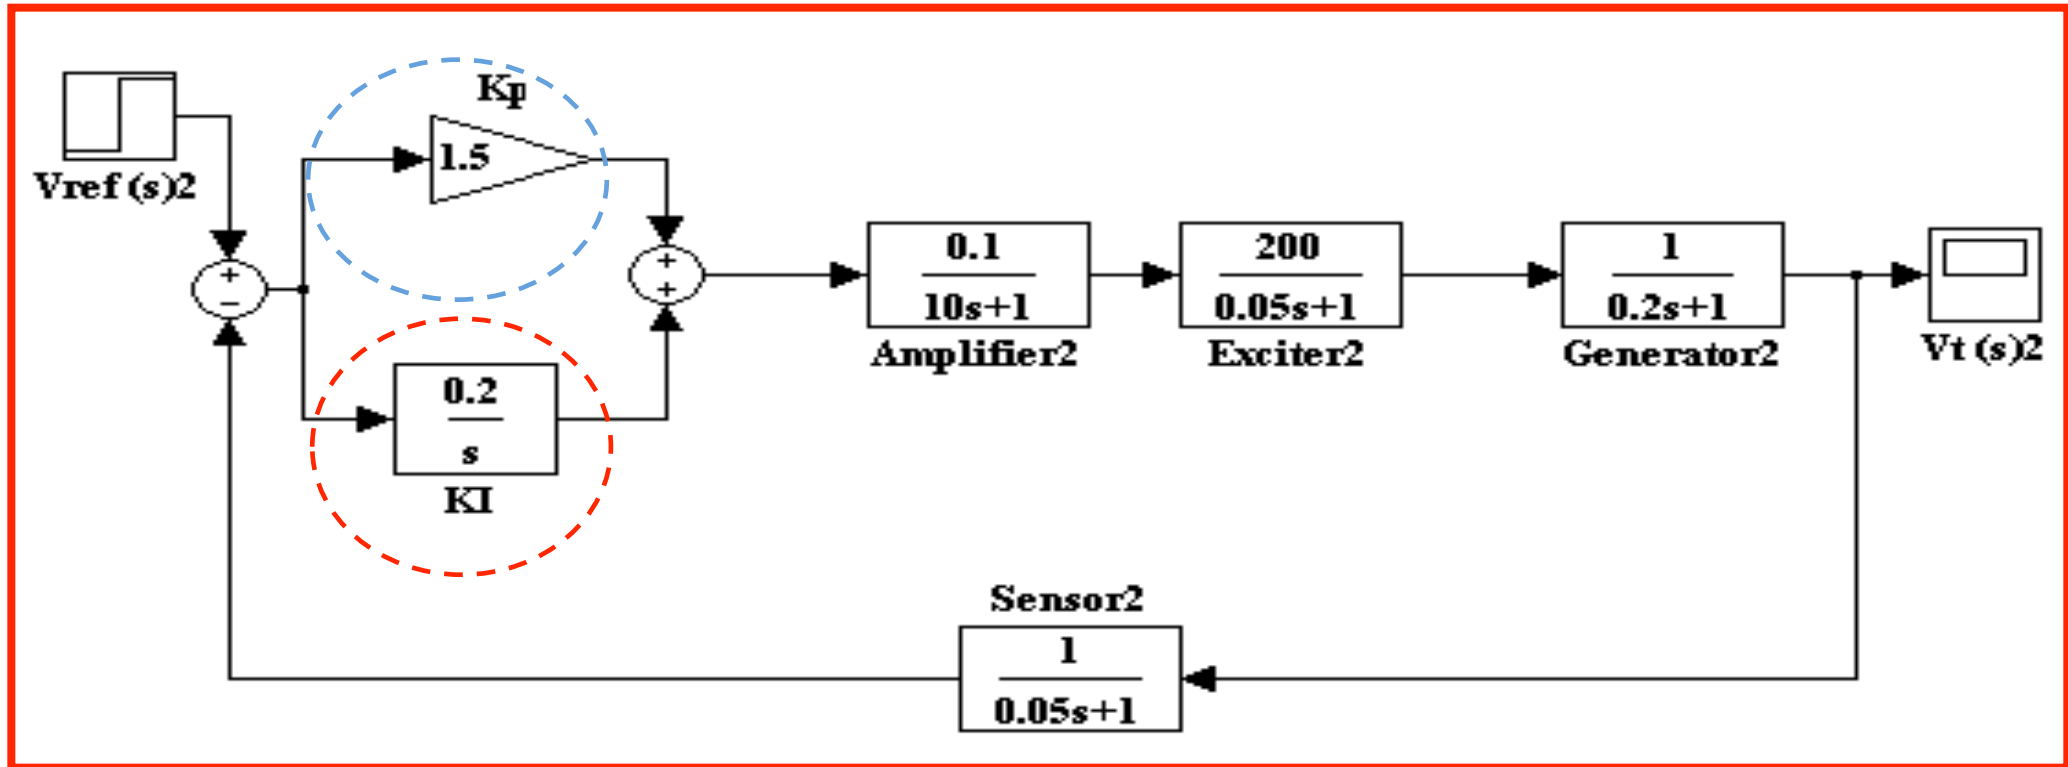 Kp
1.5
Vref (s)2
+
−
+
+
0.2
s
KI
0.1
10s+1
Amplifier2
200
0.05s+1
Exciter2
1
0.2s+1
Generator2
Vt (s)2
Sensor2
1
0.05s+1